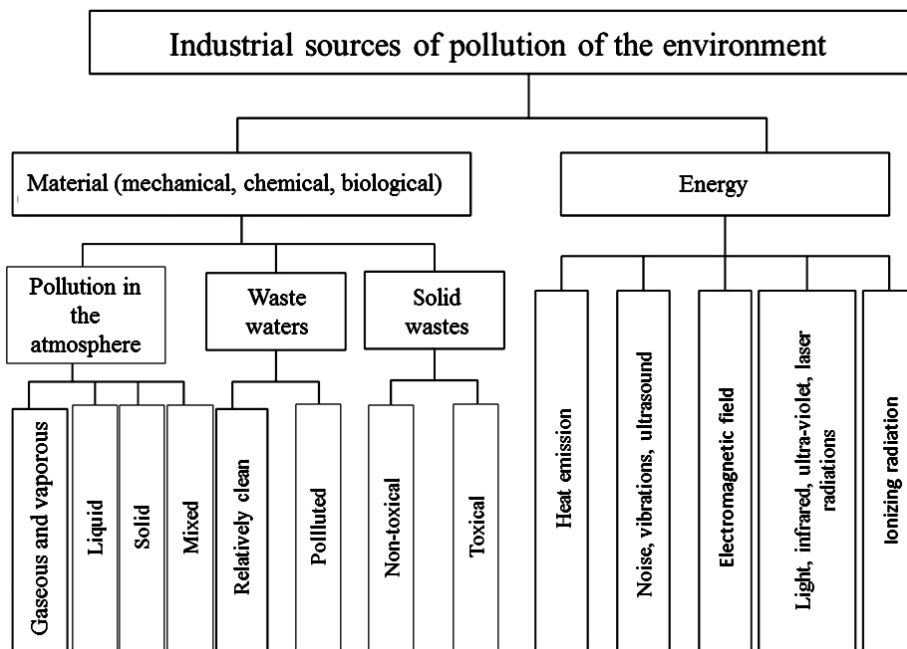 Industrial sources of pollution of the environment
Material (mechanical, chemical, biological)
Energy
Pollution in
the
atmosphere
Waste
waters
Solid
wastes
Gaseous and vaporous
Liquid
Solid
Mixed
Relatively clean
Pollluted
Non-toxical
Toxical
Heat emission
Noise, vibrations, ultrasound
Electromagnetic field
Light, infrared, ultra-violet, laser
radiations
Ionizing radiation